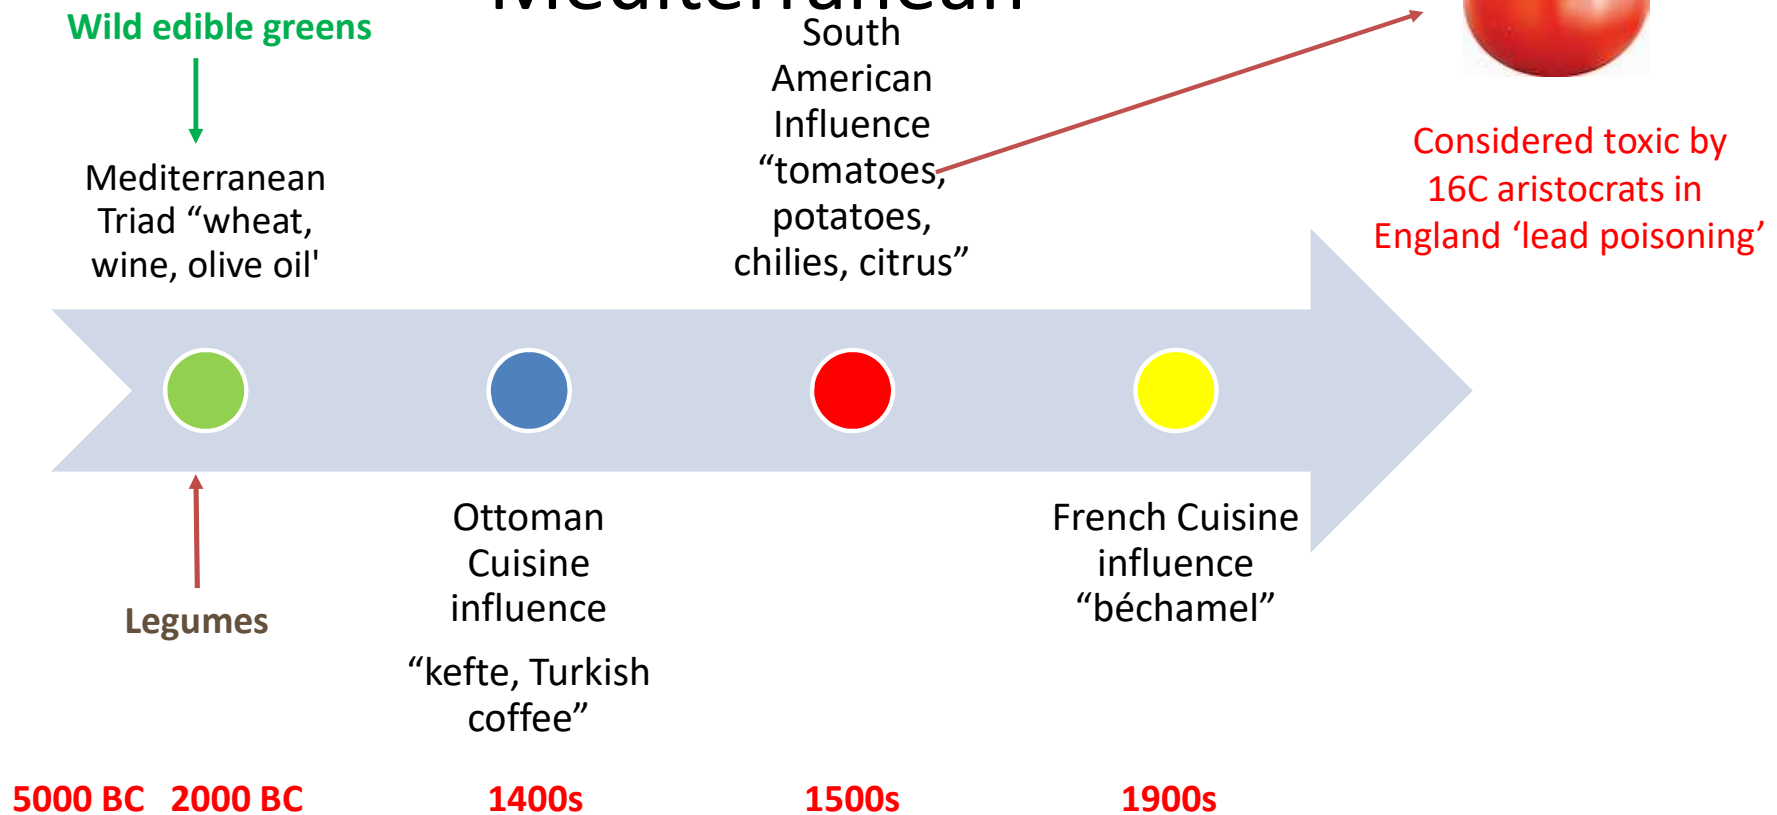 Mediterranean
Wild edible greens
Mediterranean
Triad “wheat,
wine, olive oil'
South
American
Influence
“tomatoes,
potatoes,
chilies, citrus”
Considered toxic by
16C aristocrats in
England ‘lead poisoning’
Legumes
Ottoman
Cuisine
influence
“kefte, Turkish
coffee”
French Cuisine
influence
“béchamel”
5000 BC 2000 BC 1400s 1500s 1900s